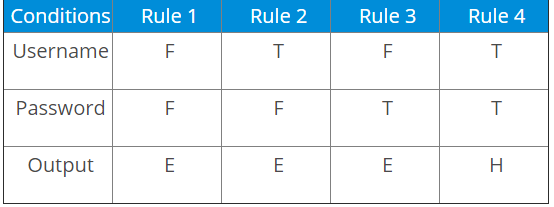 Conditions Rule 1 Rule 2 Rule 3 Rule 4
Username F T F T
Password F F T T
Output E E E H